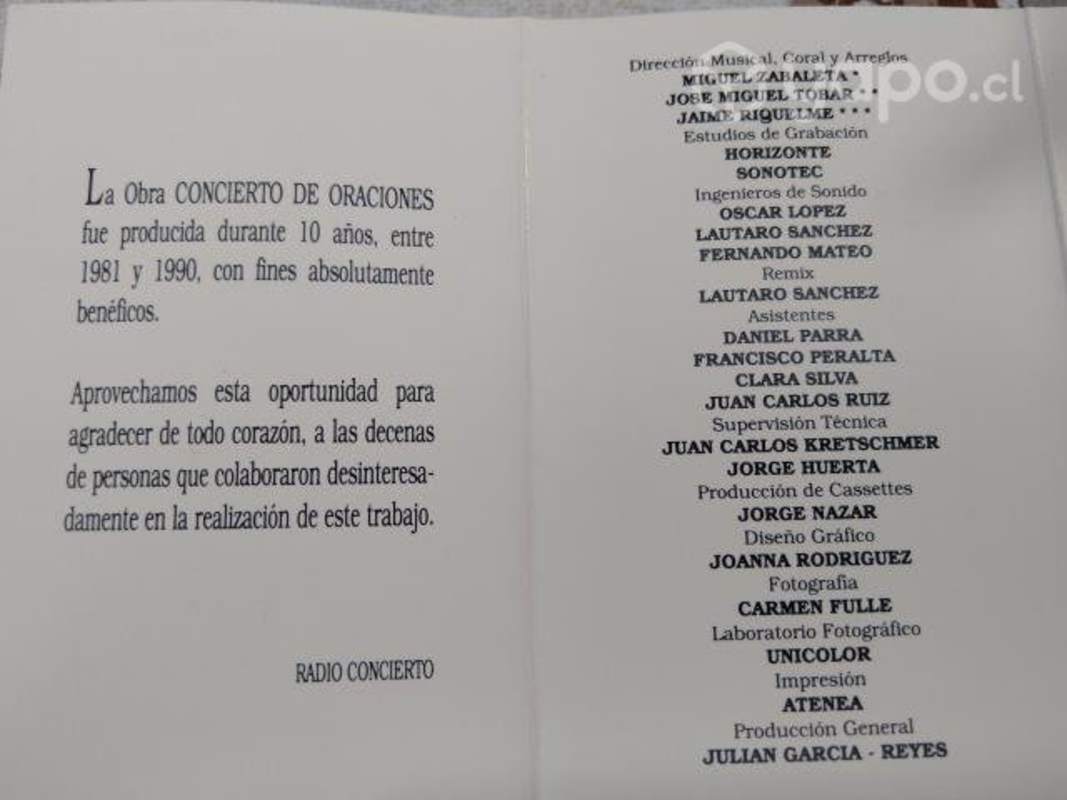 La Obra CONCIERTO DE ORACIONES
fue producida durante 10 años, entre
1981 y 1990, con fines absolutamente
benéficos.
Aprovechamos esta oportunidad para
agradecer de todo corazón, a las decenas
de personas que colaboraron desinteresa-
damente en la realización de este trabajo.
RADIO CONCIERTO
Dirección Musical, Coral y Arreglos
MIGUEL ZABALETA *
JOSE MIGUEL TOBAR * *
JAIME RIQUELME * * *
Estudios de Grabación
HORIZONTE
SONOTEC
Ingenieros de Sonido
OSCAR LOPEZ
LAUTARO SANCHEZ
FERNANDO MATEO
Remix
LAUTARO SANCHEZ
Asistentes
DANIEL PARRA
FRANCISCO PERALTA
CLARA SILVA
JUAN CARLOS RUIZ
Supervisión Técnica
JUAN CARLOS KRETSCHMER
JORGE HUERTA
Producción de Cassettes
JORGE NAZAR
Diseño Gráfico
JOANNA RODRIGUEZ
Fotografia
CARMEN FULLE
Laboratorio Fotográfico
UNICOLOR
Impresión
ATENEA
Producción General
JULIAN GARCIA - REYES
yapo.cl